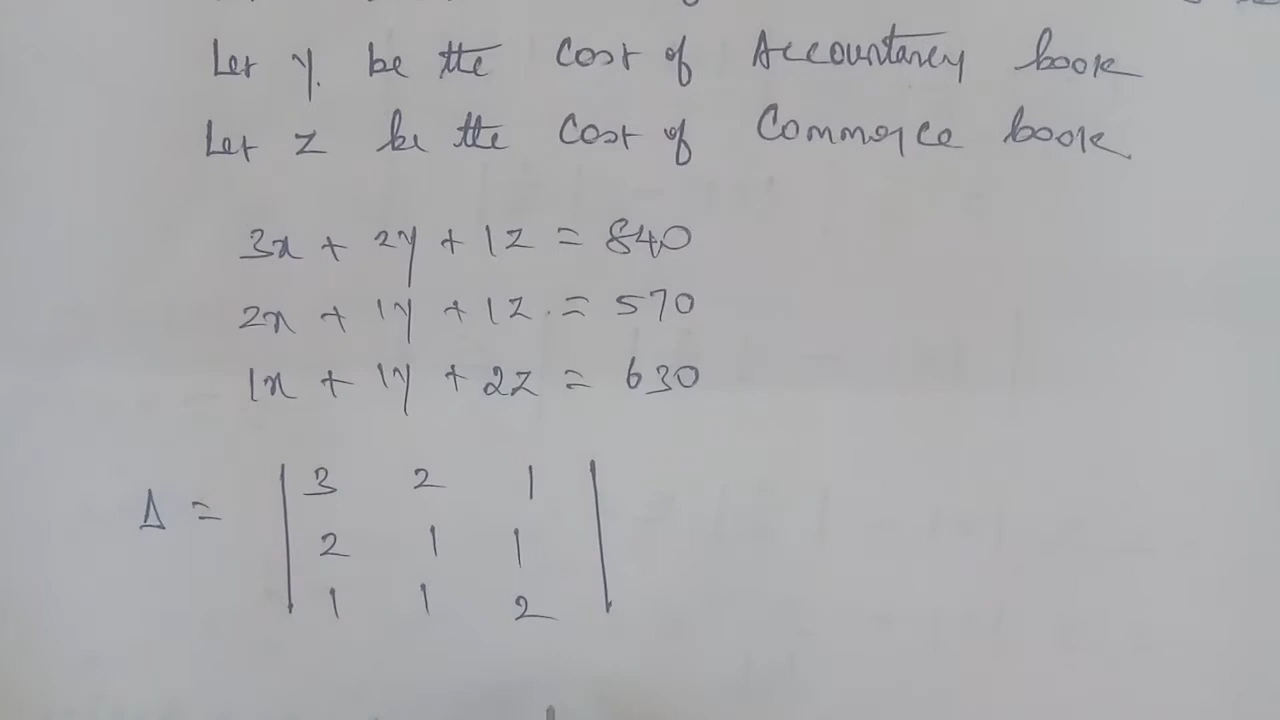 Let y. be the cost of Accountancy book
Let z be the cost of Commerce book
3x + 2y + 1z = 840
2x + 1y + 1z. = 570
1x + 1y + 2z = 630
Δ = | 3 2 1 |
2 1 1
1 1 2